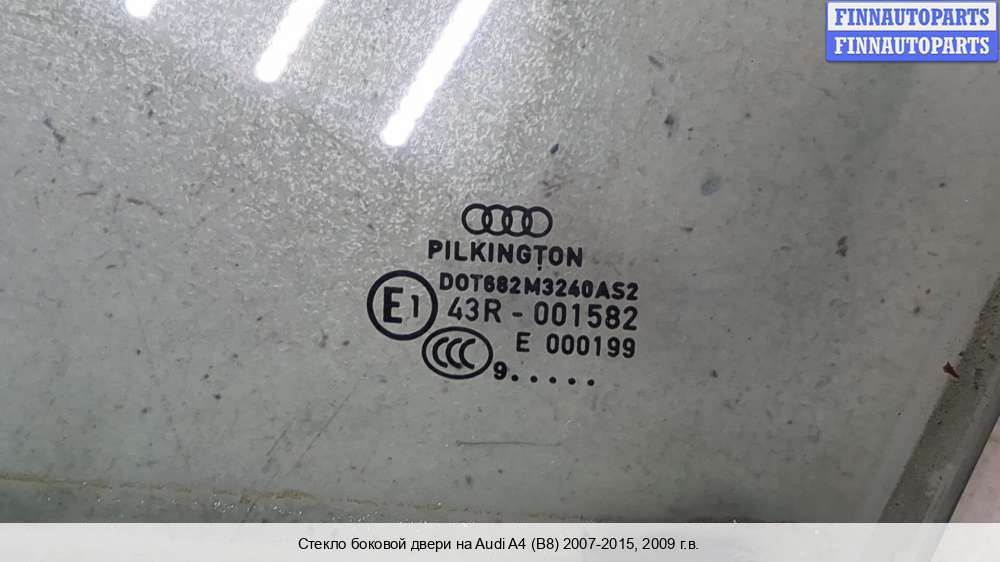 FINNAUTOPARTS
FINNAUTOPARTS
PILKINGTON
DOT682M3240AS2
E1 43R - 001582
E 000199
CCC 9.....
Стекло боковой двери на Audi A4 (B8) 2007-2015, 2009 г.в.